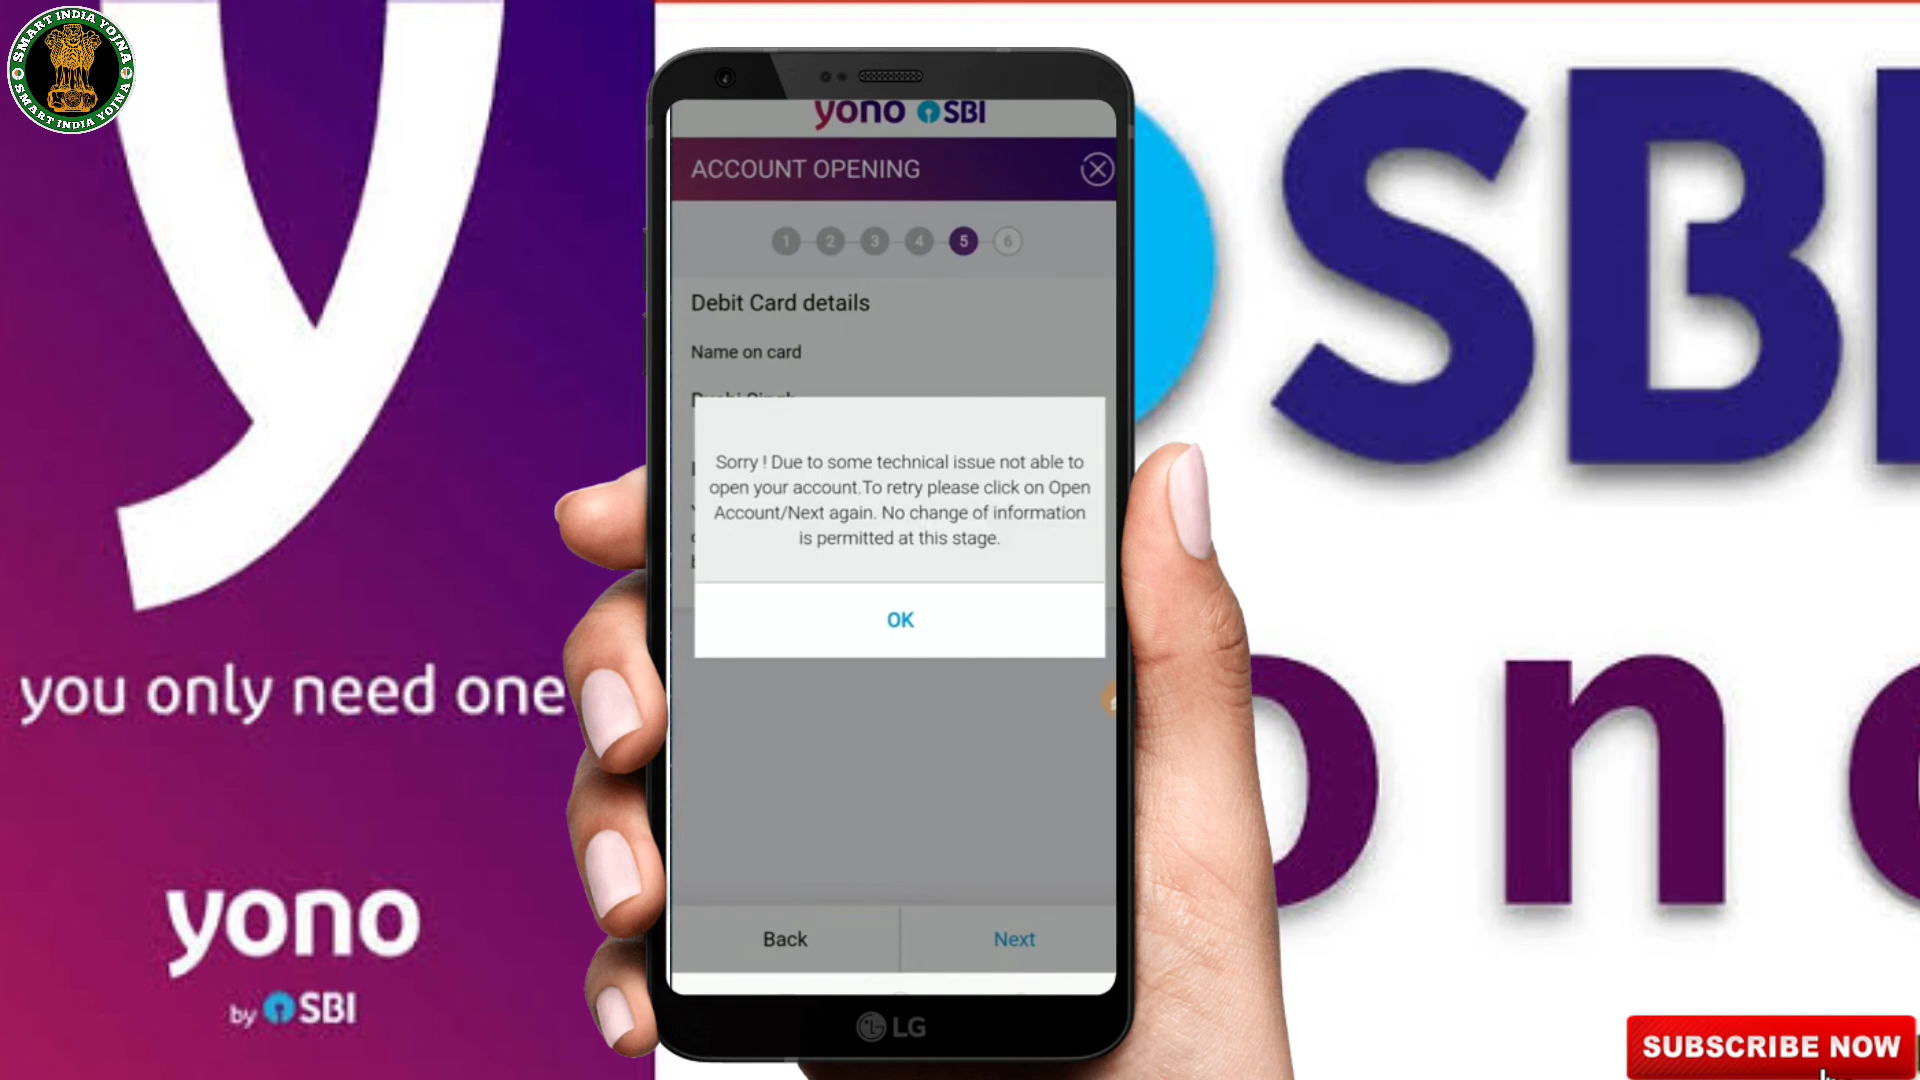 SMART INDIA YOJNA
SMART INDIA YOJNA
you only need one
yono
by SBI
yono SBI
ACCOUNT OPENING
1 2 3 4 5 6
Debit Card details
Name on card
Sorry ! Due to some technical issue not able to
open your account.To retry please click on Open
Account/Next again. No change of information
is permitted at this stage.
OK
Back Next
LG
SB
on
SUBSCRIBE NOW